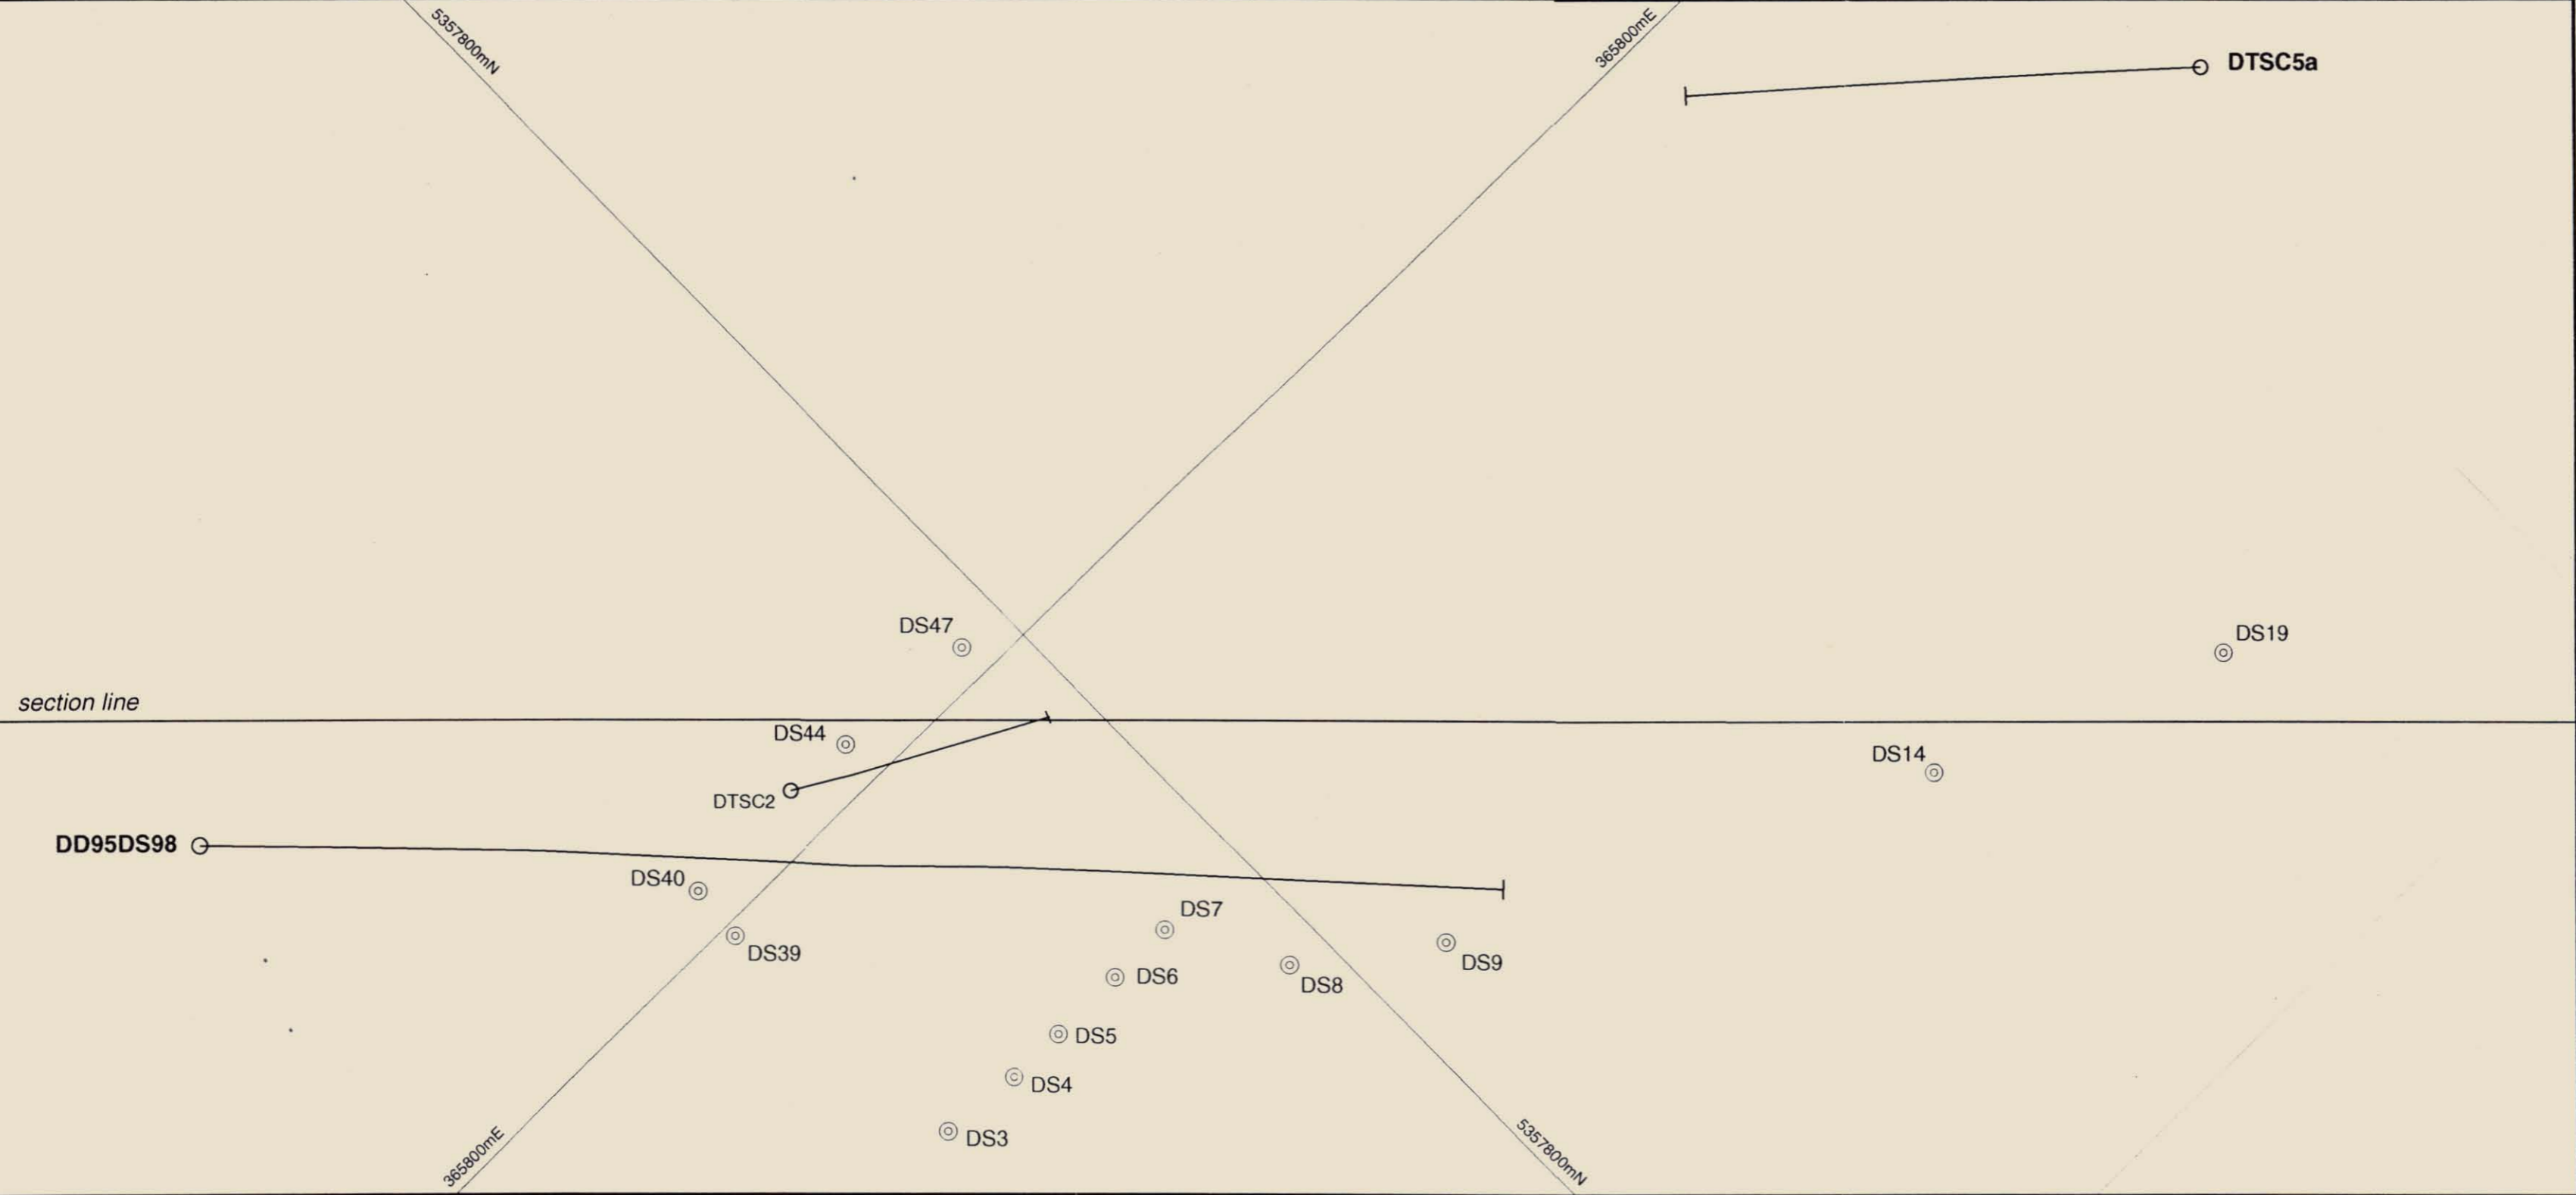 5357800mN
365800mE
DTSC5a
DS47
DS19
section line
DS44
DS14
DTSC2
DD95DS98
DS40
DS7
DS39
DS9
DS6
DS8
DS5
DS4
DS3
365800mE
5357800mN